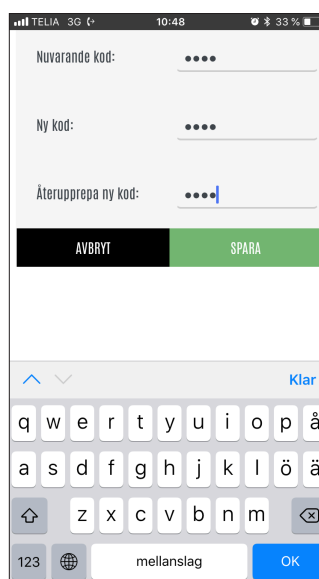 TELIA 3G 10:48 33 %
Nuvarande kod: ••••
Ny kod: ••••
Återupprepa ny kod: ••••
AVBRYT SPARA
Klar
q w e r t y u i o p å
a s d f g h j k l ö ä
z x c v b n m
123 mellanslag OK